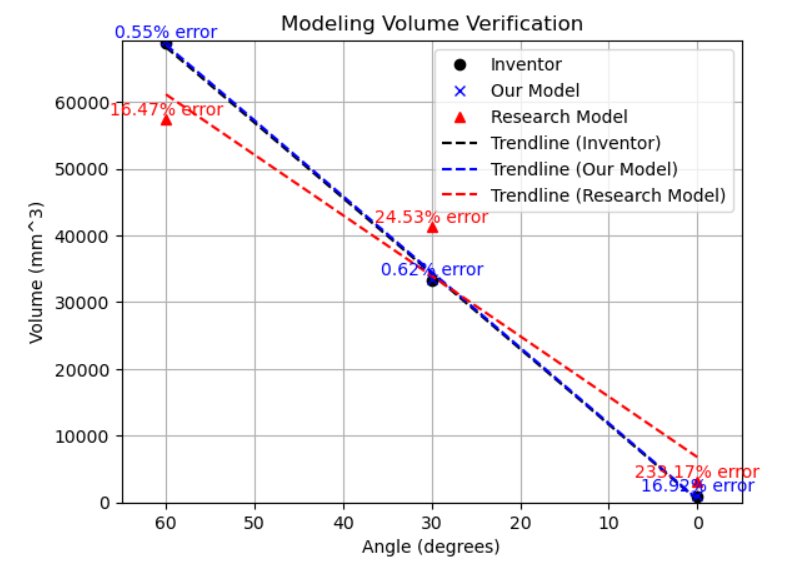 Modeling Volume Verification
0.55% error
16.47% error
24.53% error
0.62% error
233.17% error
16.92% error
Inventor
Our Model
Research Model
Trendline (Inventor)
Trendline (Our Model)
Trendline (Research Model)
Volume (mm^3)
60000
50000
40000
30000
20000
10000
0
60 50 40 30 20 10 0
Angle (degrees)